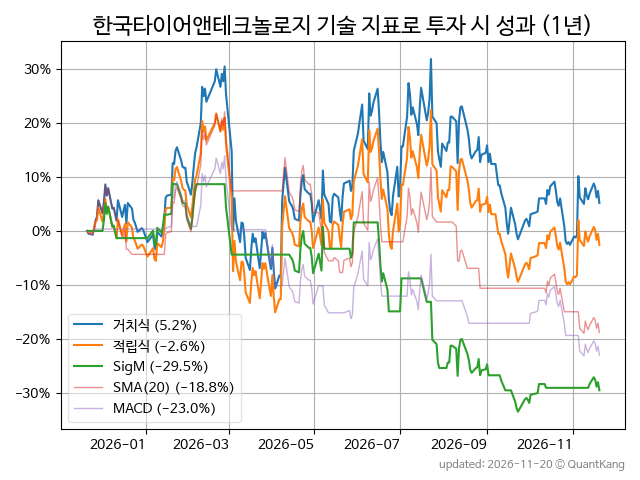 한국타이어앤테크놀로지 기술 지표로 투자 시 성과 (1년)
30%
20%
10%
0%
−10%
−20%
−30%
거치식 (5.2%)
적립식 (−2.6%)
SigM (−29.5%)
SMA(20) (−18.8%)
MACD (−23.0%)
2026-01
2026-03
2026-05
2026-07
2026-09
2026-11
updated: 2026-11-20 © QuantKang